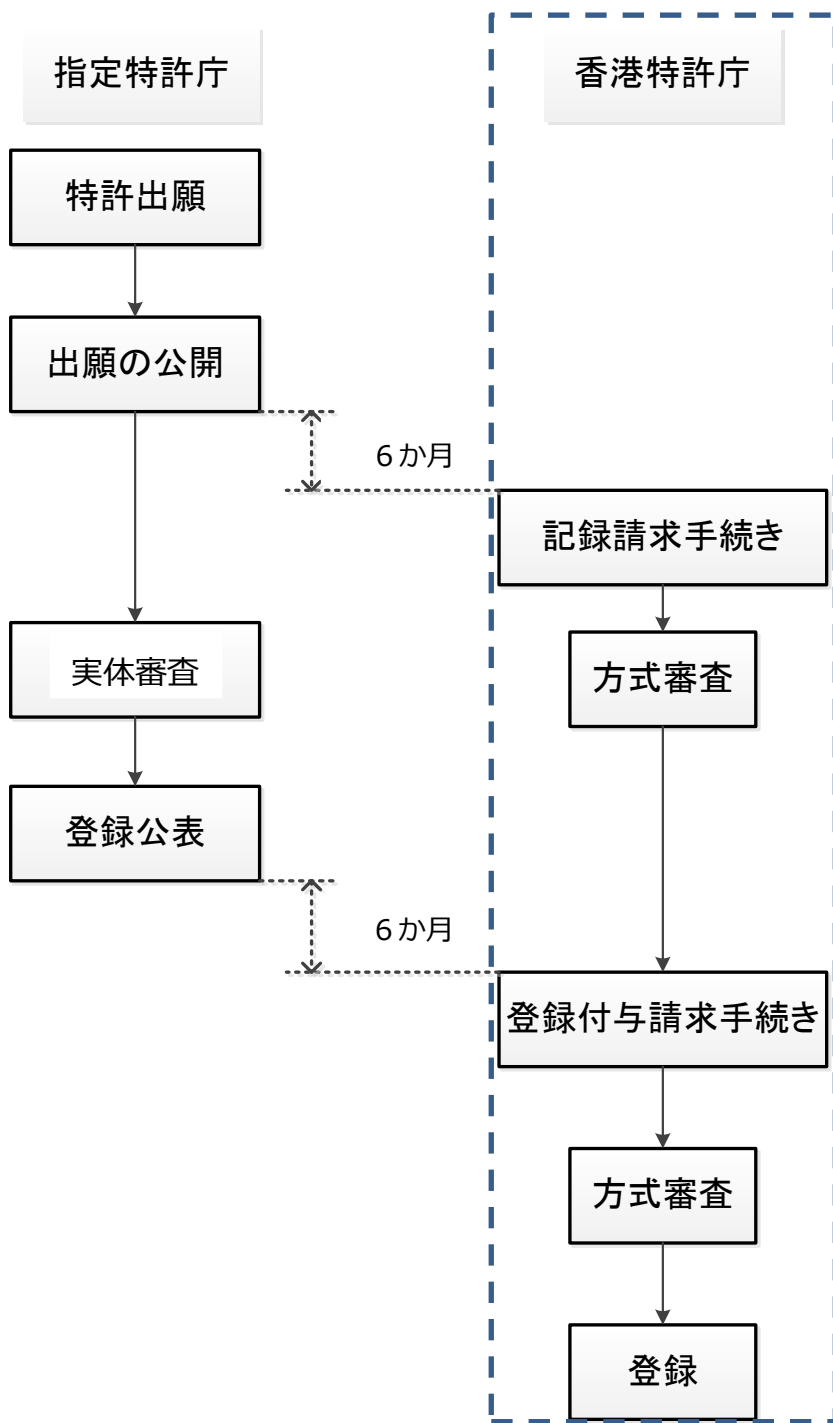 指定特許庁
香港特許庁
特許出願
出願の公開
6か月
記録請求手続き
実体審査
方式審査
登録公表
6か月
登録付与請求手続き
方式審査
登録